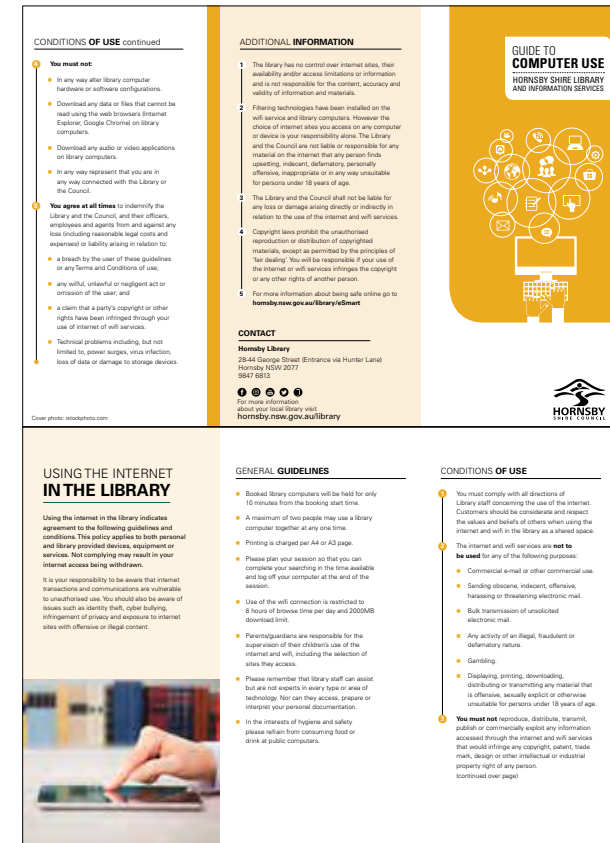 CONDITIONS OF USE continued
4 You must not:
In any way alter library computer
hardware or software configurations.
Download any data or files that cannot be
read using the web browsers (Internet
Explorer, Google Chrome) on library
computers.
Download any audio or video applications
on library computers.
In any way represent that you are in
any way connected with the Library or
the Council.
5 You agree at all times to indemnify the
Library and the Council, and their officers,
employees and agents from and against any
loss (including reasonable legal costs and
expenses) or liability arising in relation to:
a breach by the user of these guidelines
or anyTerms and Conditions of use;
any wilful, unlawful or negligent act or
omission of the user; and
a claim that a party's copyright or other
rights have been infringed through your
use of internet of wifi services.
Technical problems including, but not
limited to, power surges, virus infection,
loss of data or damage to storage devices.
Cover photo: istockphoto.com
ADDITIONAL INFORMATION
1 The library has no control over internet sites, their
availability and/or access limitations or information
and is not responsible for the content, accuracy and
validity of information and materials.
2 Filtering technologies have been installed on the
wifi service and library computers. However the
choice of internet sites you access on any computer
or device is your responsibility alone. The Library
and the Council are not liable or responsible for any
material on the internet that any person finds
upsetting, indecent, defamatory, personally
offensive, inappropriate or in any way unsuitable
for persons under 18 years of age.
3 The Library and the Council shall not be liable for
any loss or damage arising directly or indirectly in
relation to the use of the internet and wifi services.
4 Copyright laws prohibit the unauthorised
reproduction or distribution of copyrighted
materials, except as permitted by the principles of
'fair dealing'. You will be responsible if your use of
the internet or wifi services infringes the copyright
or any other rights of another person.
5 For more information about being safe online go to
hornsby.nsw.gov.au/library/eSmart
CONTACT
Hornsby Library
28-44 George Street (Entrance via Hunter Lane)
Hornsby NSW 2077
9847 6813
For more information
about your local library visit
hornsby.nsw.gov.au/library
GUIDE TO
COMPUTER USE
HORNSBY SHIRE LIBRARY
AND INFORMATION SERVICES
HORNSBY
SHIRE COUNCIL
USING THE INTERNET
IN THE LIBRARY
Using the internet in the library indicates
agreement to the following guidelines and
conditions. This policy applies to both personal
and library provided devices, equipment or
services. Not complying may result in your
internet access being withdrawn.
It is your responsibility to be aware that internet
transactions and communications are vulnerable
to unauthorised use. You should also be aware of
issues such as identity theft, cyber bullying,
infringement of privacy and exposure to internet
sites with offensive or illegal content.
GENERAL GUIDELINES
Booked library computers will be held for only
10 minutes from the booking start time.
A maximum of two people may use a library
computer together at any one time.
Printing is charged per A4 or A3 page.
Please plan your session so that you can
complete your searching in the time available
and log off your computer at the end of the
session.
Use of the wifi connection is restricted to
8 hours of browse time per day and 2000MB
download limit.
Parents/guardians are responsible for the
supervision of their children's use of the
internet and wifi, including the selection of
sites they access.
Please remember that library staff can assist
but are not experts in every type or area of
technology. Nor can they access, prepare or
interpret your personal documentation.
In the interests of hygiene and safety
please refrain from consuming food or
drink at public computers.
CONDITIONS OF USE
1 You must comply with all directions of
Library staff concerning the use of the internet.
Customers should be considerate and respect
the values and beliefs of others when using the
internet and wifi in the library as a shared space.
2 The internet and wifi services are not to
be used for any of the following purposes:
Commercial e-mail or other commercial use.
Sending obscene, indecent, offensive,
harassing or threatening electronic mail.
Bulk transmission of unsolicited
electronic mail.
Any activity of an illegal, fraudulent or
defamatory nature.
Gambling.
Displaying, printing, downloading,
distributing or transmitting any material that
is offensive, sexually explicit or otherwise
unsuitable for persons under 18 years of age.
3 You must not reproduce, distribute, transmit,
publish or commercially exploit any information
accessed through the internet and wifi services
that would infringe any copyright, patent, trade
mark, design or other intellectual or industrial
property right of any person.
(continued over page)